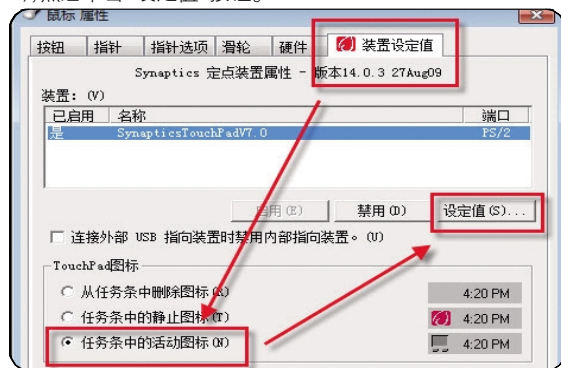 鼠标 属性
按钮 指针 指针选项 滑轮 硬件 装置设定值
Synaptics 定点装置属性 - 版本14.0.3 27Aug09
装置: (V)
已启用 名称 端口
是 SynapticsTouchPadV7.0 PS/2
用(E) 禁用(D) 设定值(S)...
连接外部 USB 指向装置时禁用内部指向装置。(U)
TouchPad图标
从任务条中删除图标 4:20 PM
任务条中的静止图标(T) 4:20 PM
任务条中的活动图标(N) 4:20 PM